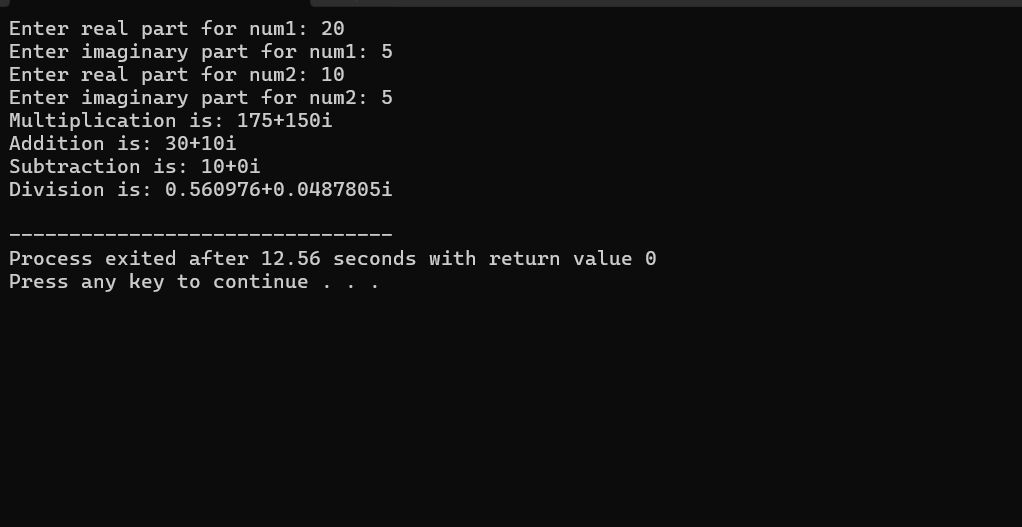 Enter real part for num1: 20
Enter imaginary part for num1: 5
Enter real part for num2: 10
Enter imaginary part for num2: 5
Multiplication is: 175+150i
Addition is: 30+10i
Subtraction is: 10+0i
Division is: 0.560976+0.0487805i
--------------------------------
Process exited after 12.56 seconds with return value 0
Press any key to continue . . .